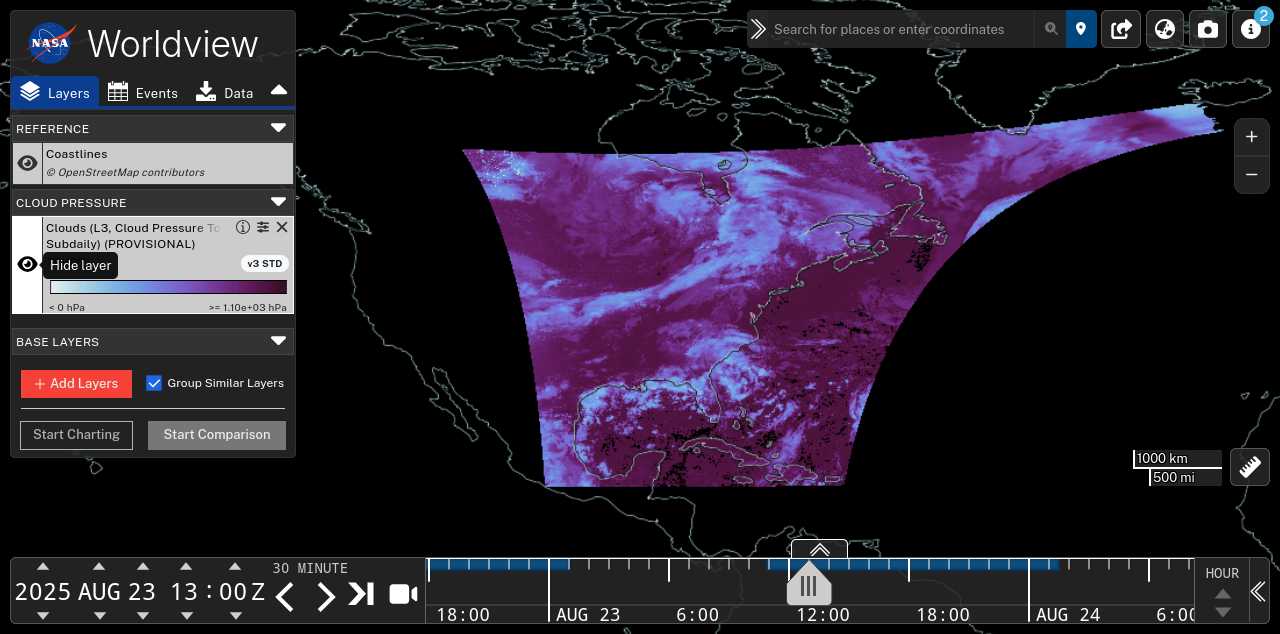 NASA
Worldview
Search for places or enter coordinates
2
Layers
Events
Data
REFERENCE
Coastlines
© OpenStreetMap contributors
CLOUD PRESSURE
Clouds (L3, Cloud Pressure To
Subdaily) (PROVISIONAL)
Hide layer
v3 STD
< 0 hPa
>= 1.10e+03 hPa
BASE LAYERS
+ Add Layers
Group Similar Layers
Start Charting
Start Comparison
+
−
1000 km
500 mi
2025 AUG 23 13:00Z
30 MINUTE
18:00
AUG 23
6:00
12:00
18:00
AUG 24
6:00
HOUR